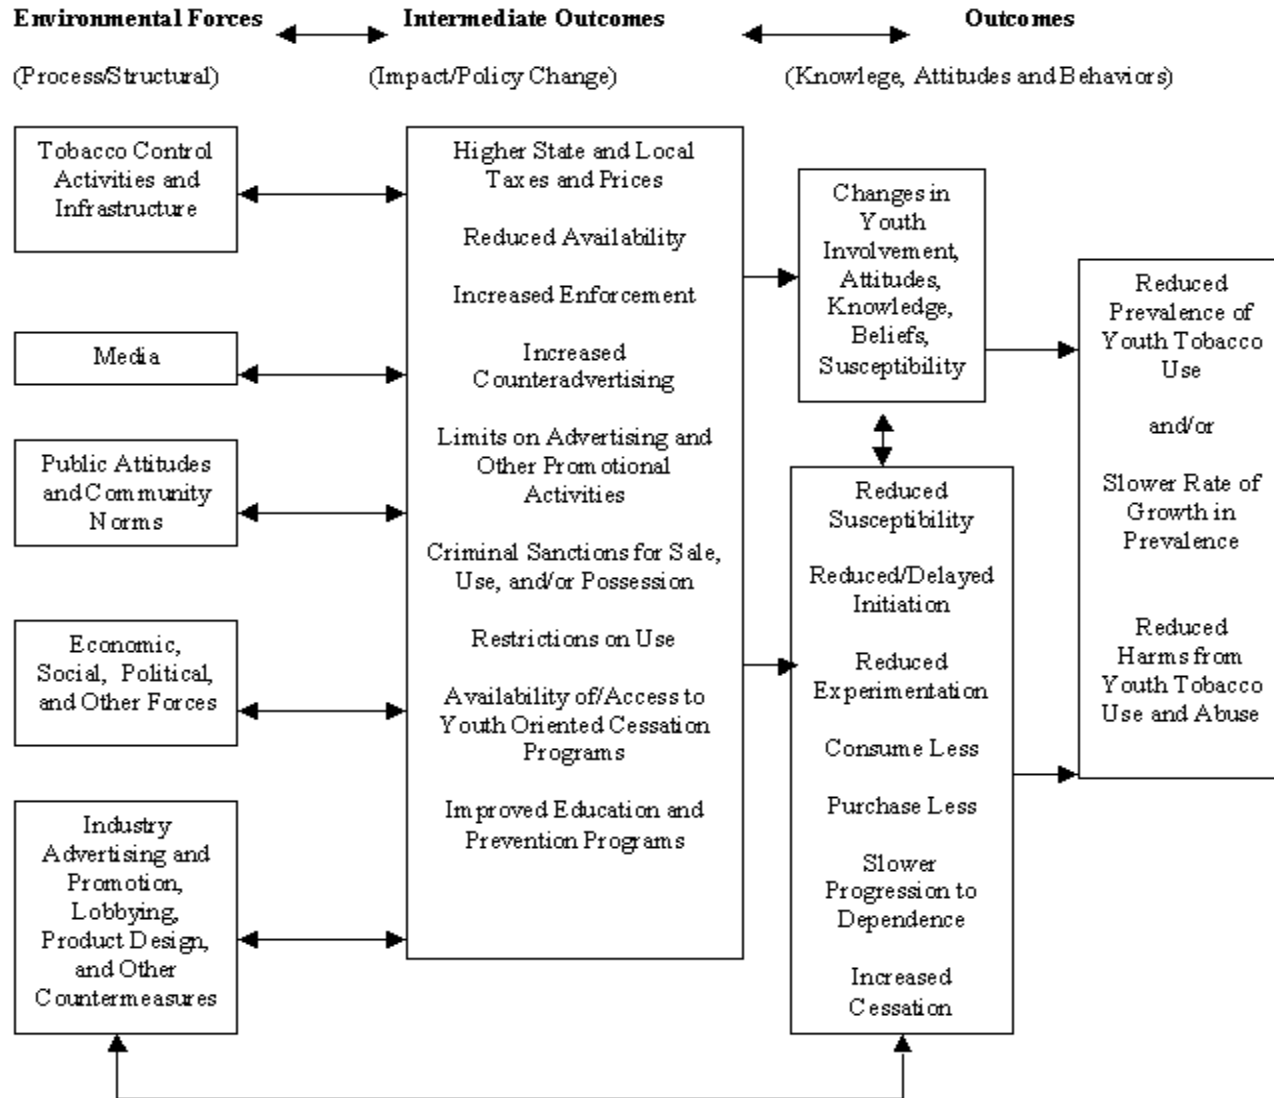 Environmental Forces
Intermediate Outcomes
Outcomes
(Process/Structural)
(Impact/Policy Change)
(Knowlege, Attitudes and Behaviors)
Tobacco Control
Activities and
Infrastructure
Media
Public Attitudes
and Community
Norms
Economic,
Social, Political,
and Other Forces
Industry
Advertising and
Promotion,
Lobbying,
Product Design,
and Other
Countermeasures
Higher State and Local
Taxes and Prices
Reduced Availability
Increased Enforcement
Increased
Counteradvertising
Limits on Advertising and
Other Promotional
Activities
Criminal Sanctions for Sale,
Use, and/or Possession
Restrictions on Use
Availability of/Access to
Youth Oriented Cessation
Programs
Improved Education and
Prevention Programs
Changes in
Youth
Involvement,
Attitudes,
Knowledge,
Beliefs,
Susceptibility
Reduced
Susceptibility
Reduced/Delayed
Initiation
Reduced
Experimentation
Consume Less
Purchase Less
Slower
Progression to
Dependence
Increased
Cessation
Reduced
Prevalence of
Youth Tobacco
Use
and/or
Slower Rate of
Growth in
Prevalence
Reduced
Harms from
Youth Tobacco
Use and Abuse